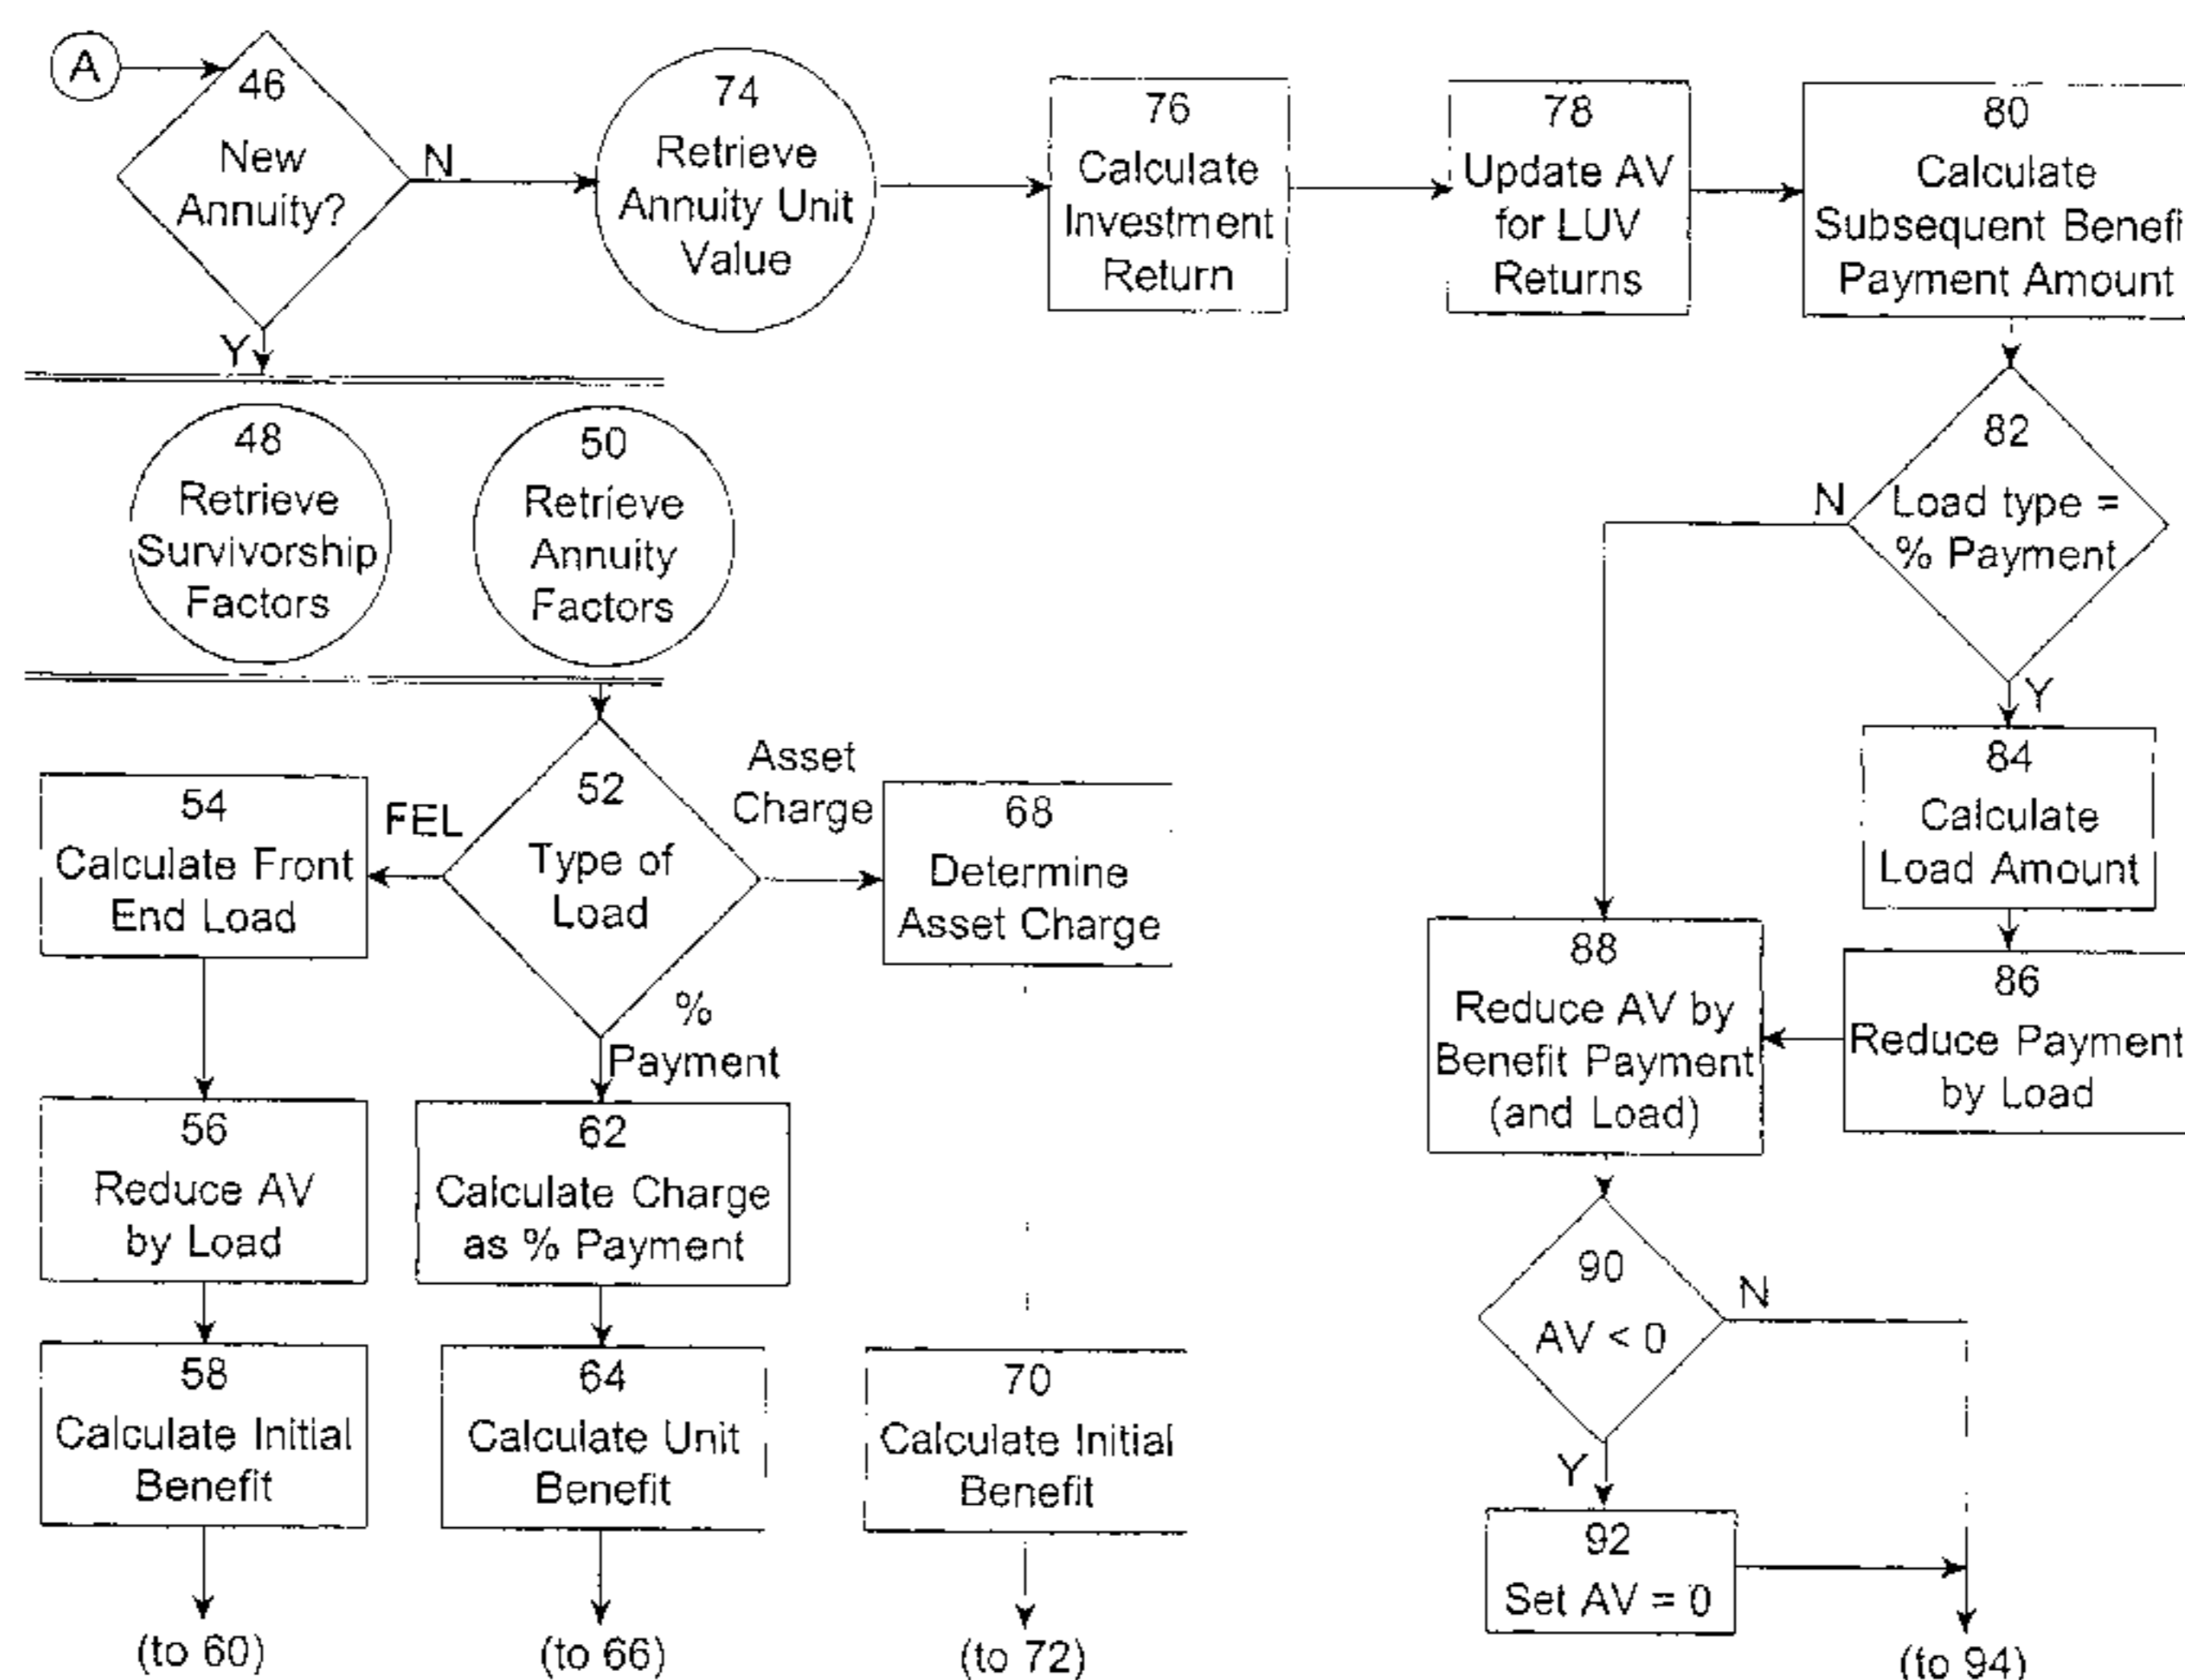 A
46
New
Annuity?
N
Y
74
Retrieve
Annuity Unit
Value
76
Calculate
Investment
Return
78
Update AV
for LUV
Returns
80
Calculate
Subsequent Benefi
Payment Amount
48
Retrieve
Survivorship
Factors
50
Retrieve
Annuity
Factors
82
Load type =
% Payment
N
Y
52
Type of
Load
FEL
Asset
Charge
%
Payment
54
Calculate Front
End Load
68
Determine
Asset Charge
84
Calculate
Load Amount
86
Reduce Payment
by Load
88
Reduce AV by
Benefit Payment
(and Load)
56
Reduce AV
by Load
62
Calculate Charge
as % Payment
90
AV < 0
N
Y
58
Calculate Initial
Benefit
64
Calculate Unit
Benefit
70
Calculate Initial
Benefit
92
Set AV = 0
(to 60)
(to 66)
(to 72)
(to 94)